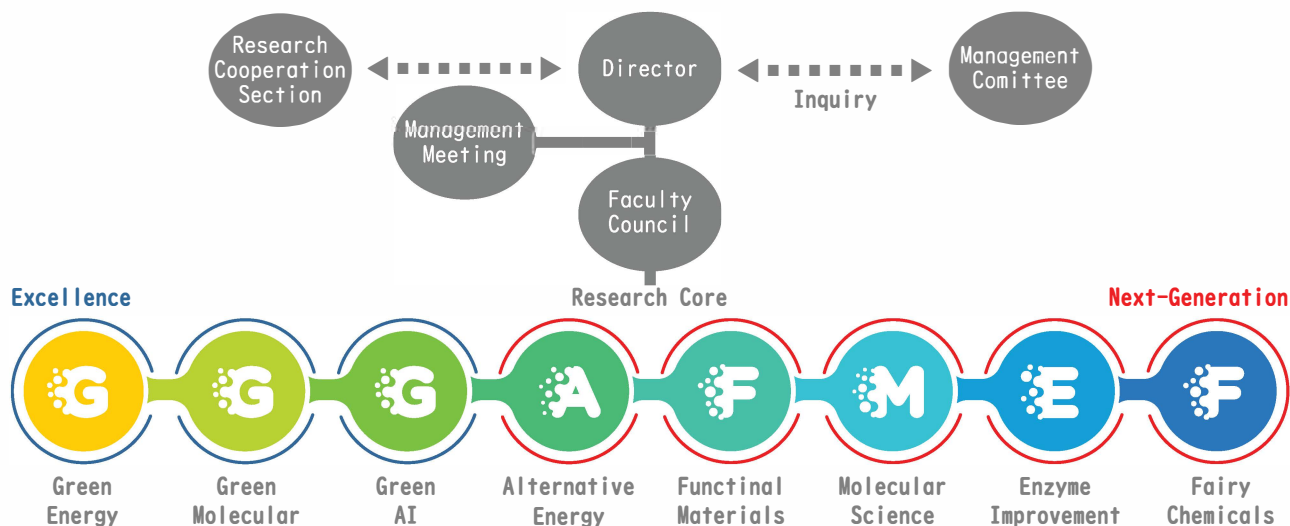 Research
Cooperation
Section
Director
Inquiry
Management
Comittee
Management
Meeting
Faculty
Council
Excellence
Research Core
Next-Generation
G
G
G
A
F
M
E
F
Green
Energy
Green
Molecular
Green
AI
Alternative
Energy
Functinal
Materials
Molecular
Science
Enzyme
Improvement
Fairy
Chemicals